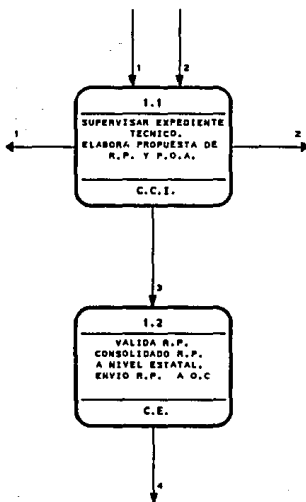 1 2
1.1
1 SUPERVISAR EXPEDIENTE 2
TECNICO.
ELABORA PROPUESTA DE
R.P. Y P.O.A.
C.C.I.
3
1.2
VALIDA R.P.
CONSOLIDADO R.P.
A NIVEL ESTATAL.
ENVIO R.P. A O.C
C.E.
4